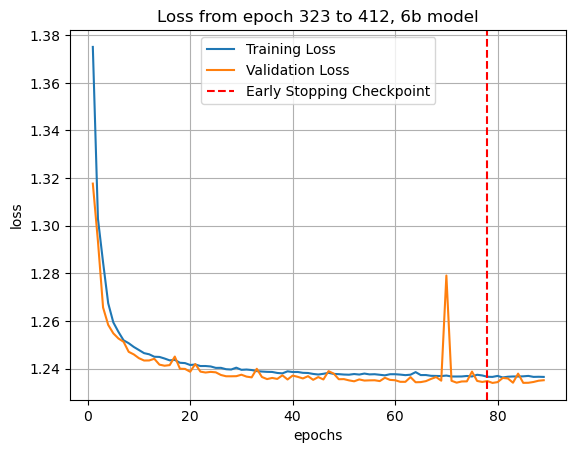 Loss from epoch 323 to 412, 6b model
1.38
1.36
1.34
1.32
1.30
1.28
1.26
1.24
loss
Training Loss
Validation Loss
Early Stopping Checkpoint
0
20
40
60
80
epochs